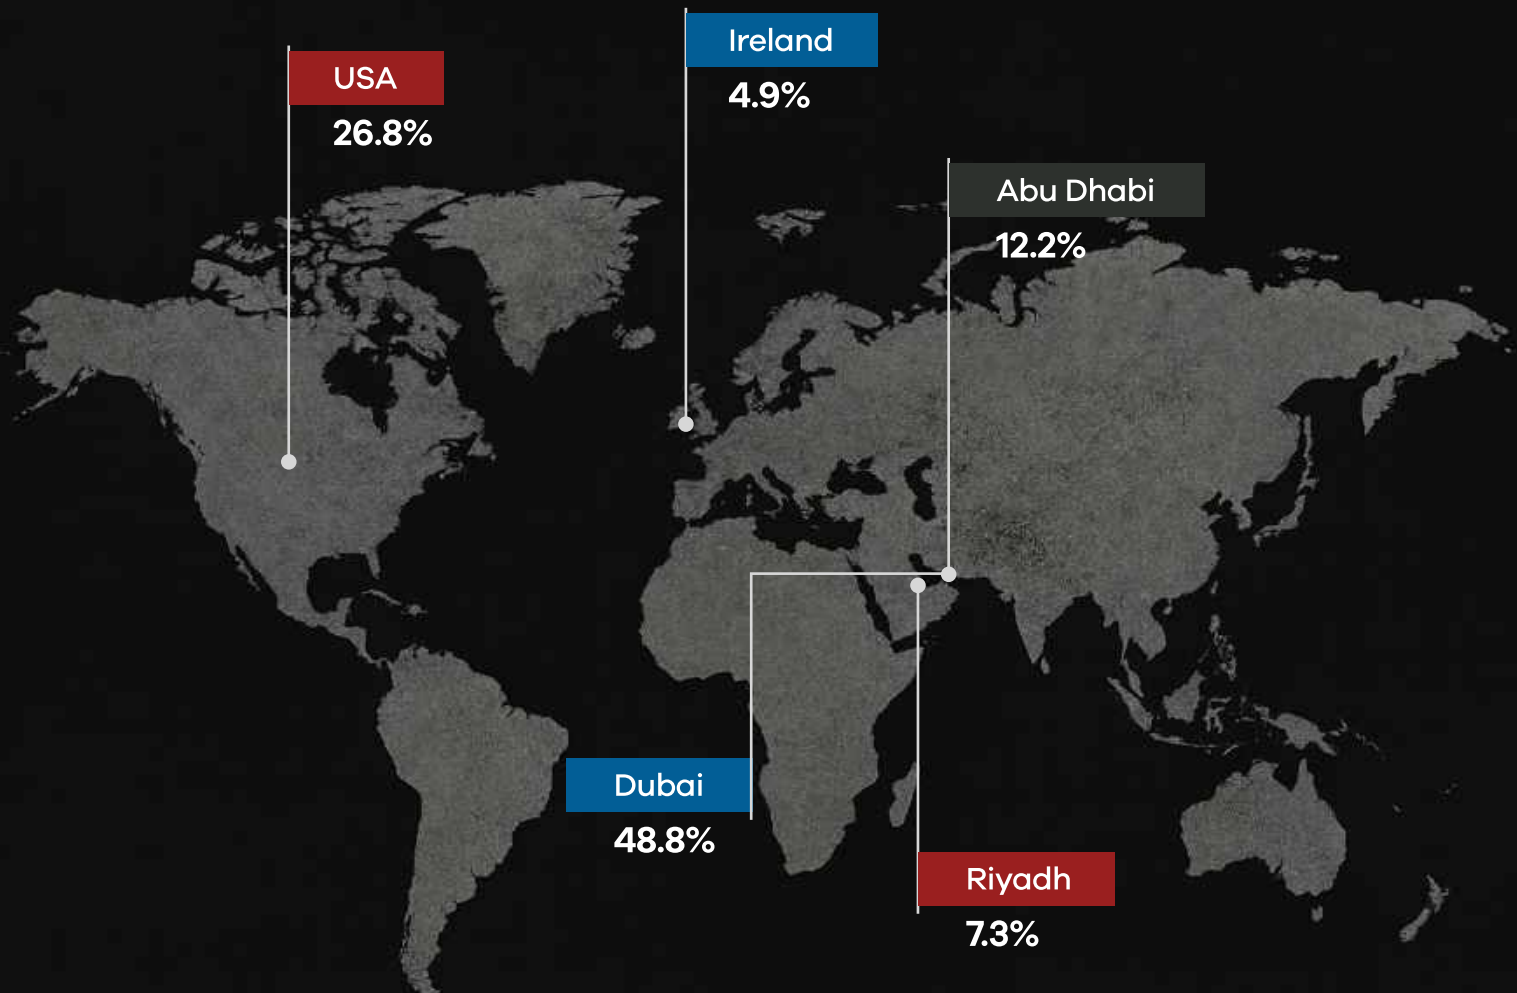 Ireland
4.9%
USA
26.8%
Abu Dhabi
12.2%
Dubai
48.8%
Riyadh
7.3%